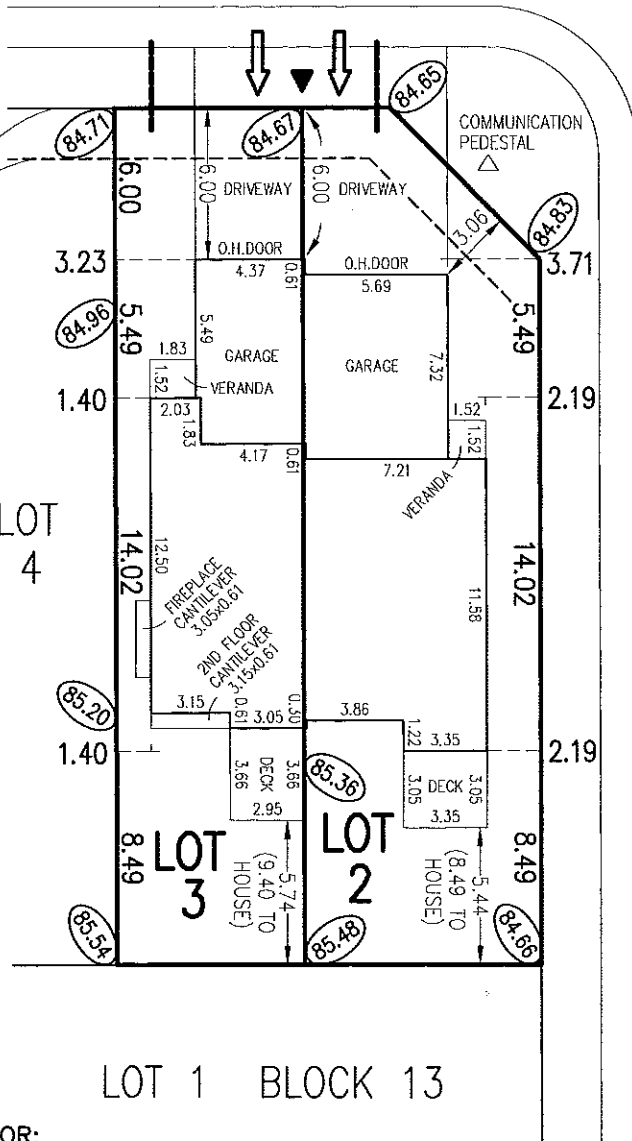 84.65
84.71
84.67
COMMUNICATION
PEDESTAL
6.00
6.00
DRIVEWAY
6.00
DRIVEWAY
3.06
84.83
3.23
O.H.DOOR
4.37
0.61
O.H.DOOR
5.69
3.71
84.96
5.49
5.49
GARAGE
GARAGE
7.32
5.49
1.83
1.52
VERANDA
1.40
2.03
1.83
4.17
0.61
7.21
1.52
1.52
VERANDA
2.19
LOT
4
14.02
12.50
FIREPLACE
CANTILEVER
3.05x0.61
2ND FLOOR
CANTILEVER
3.15x0.61
11.58
14.02
85.20
3.15
0.61
3.05
0.30
3.86
1.22
3.35
1.40
2.19
3.66
DECK
3.66
2.95
85.36
3.05
DECK
3.05
3.35
8.49
LOT
3
5.74
(9.40 TO
HOUSE)
LOT
2
5.44
(8.49 TO
HOUSE)
8.49
85.54
85.48
84.66
LOT 1 BLOCK 13
OR: